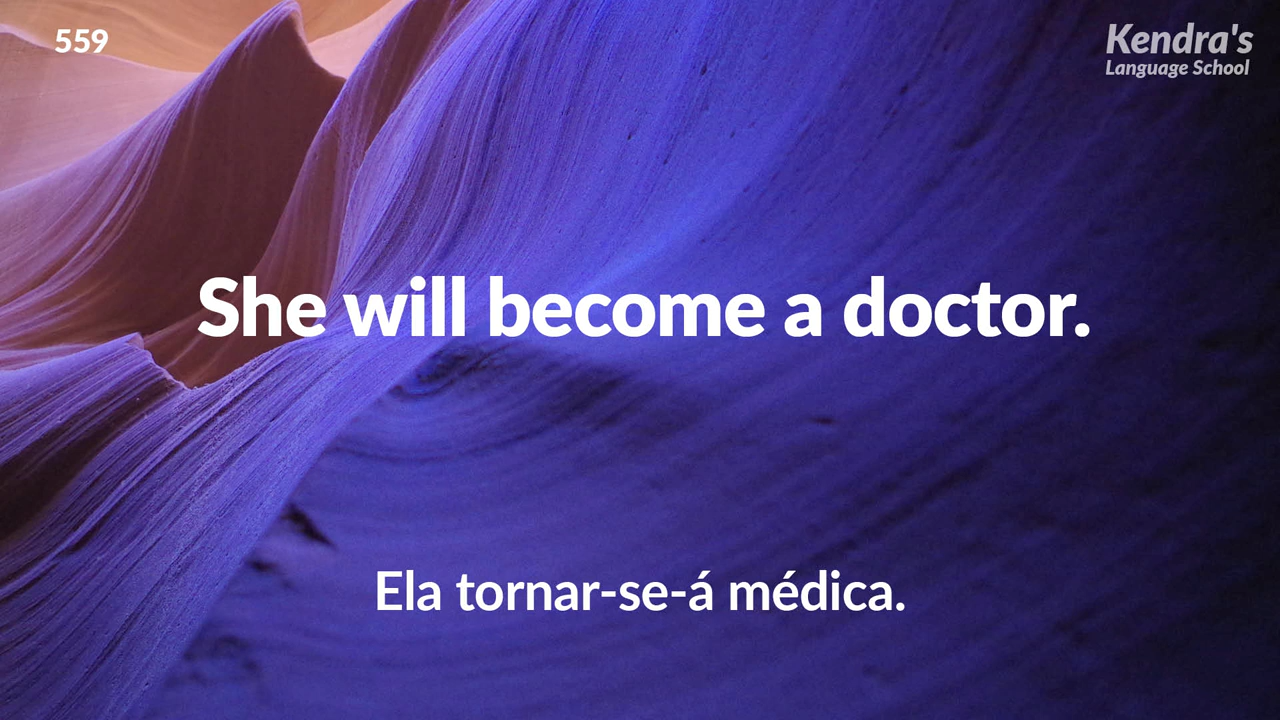 559
Kendra's
Language School
She will become a doctor.
Ela tornar-se-á médica.